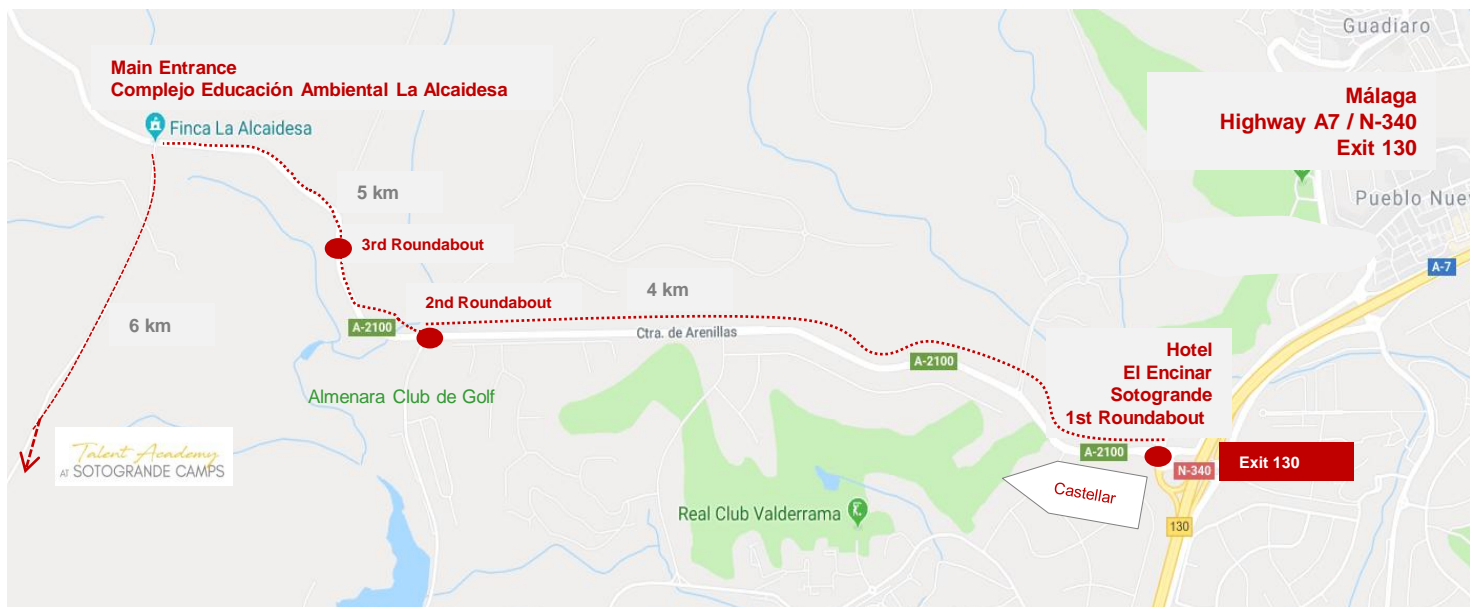 Guadiaro
Main Entrance
Complejo Educación Ambiental La Alcaidesa
Málaga
Highway A7 / N-340
Exit 130
Finca La Alcaidesa
5 km
Pueblo Nuev
3rd Roundabout
A-7
4 km
2nd Roundabout
6 km
A-2100
Ctra. de Arenillas
Hotel
El Encinar
Sotogrande
1st Roundabout
A-2100
Almenara Club de Golf
Talent Academy
AT SOTOGRANDE CAMPS
A-2100
N-340
Exit 130
Castellar
Real Club Valderrama
130